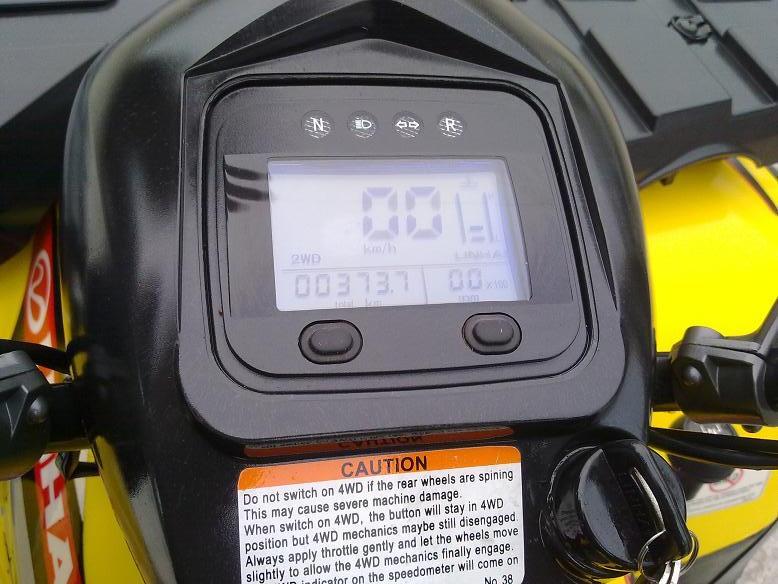 N R
00
km/h
2WD
LINHAI
00373.7
00 x100
total km
rpm
CAUTION
CAUTION
Do not switch on 4WD if the rear wheels are spining
This may cause severe machine damage.
When switch on 4WD, the button will stay in 4WD
position but 4WD mechanics maybe still disengaged.
Always apply throttle gently and let the wheels move
slightly to allow the 4WD mechanics finally engage.
indicator on the speedometer will come on
No.38
HA